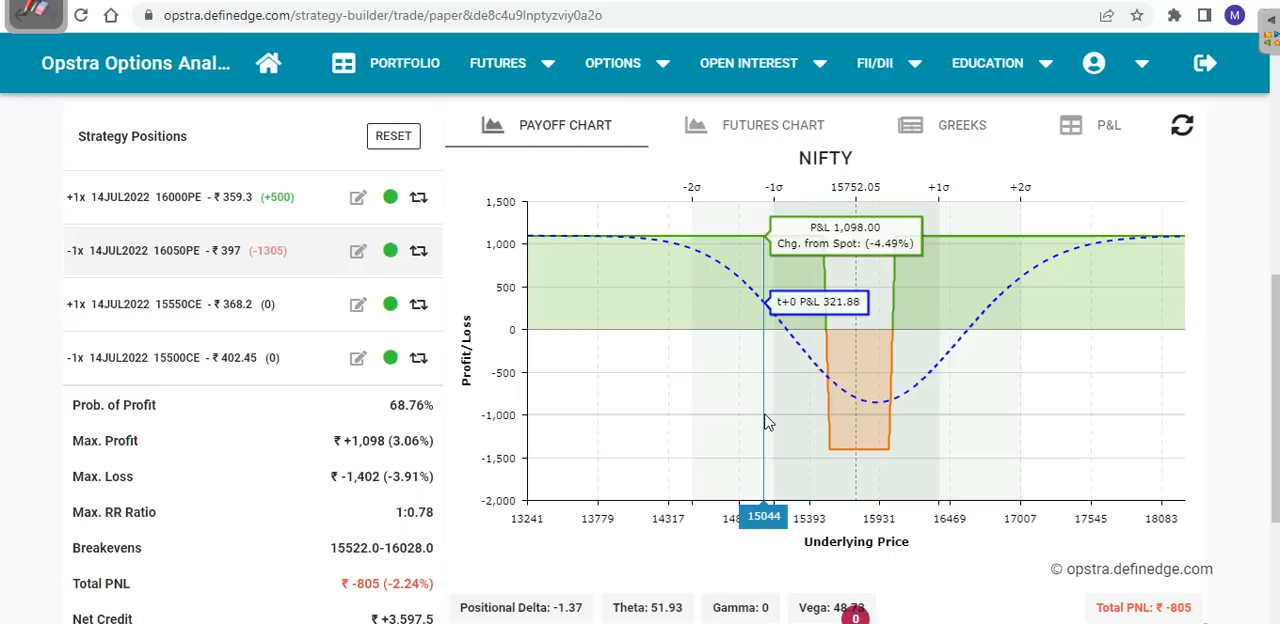 opstra.definedge.com/strategy-builder/trade/paper&de8c4u9lnptyzviy0a2o
M
Opstra Options Anal... PORTFOLIO FUTURES OPTIONS OPEN INTEREST FII/DII EDUCATION
Strategy Positions RESET
PAYOFF CHART FUTURES CHART GREEKS P&L
NIFTY
+1x 14JUL2022 16000PE - ₹ 359.3 (+500)
-1x 14JUL2022 16050PE - ₹ 397 (-1305)
+1x 14JUL2022 15550CE - ₹ 368.2 (0)
-1x 14JUL2022 15500CE - ₹ 402.45 (0)
Prob. of Profit 68.76%
Max. Profit ₹ +1,098 (3.06%)
Max. Loss ₹ -1,402 (-3.91%)
Max. RR Ratio 1:0.78
Breakevens 15522.0-16028.0
Total PNL ₹ -805 (-2.24%)
Net Credit ₹ +3,597.5
-2σ -1σ 15752.05 +1σ +2σ
1,500
1,000
500
0
-500
-1,000
-1,500
-2,000
Profit/Loss
P&L 1,098.00
Chg. from Spot: (-4.49%)
t+0 P&L 321.88
13241 13779 14317 15044 15393 15931 16469 17007 17545 18083
Underlying Price
© opstra.definedge.com
Positional Delta: -1.37 Theta: 51.93 Gamma: 0 Vega: 48.73 Total PNL: ₹ -805
0